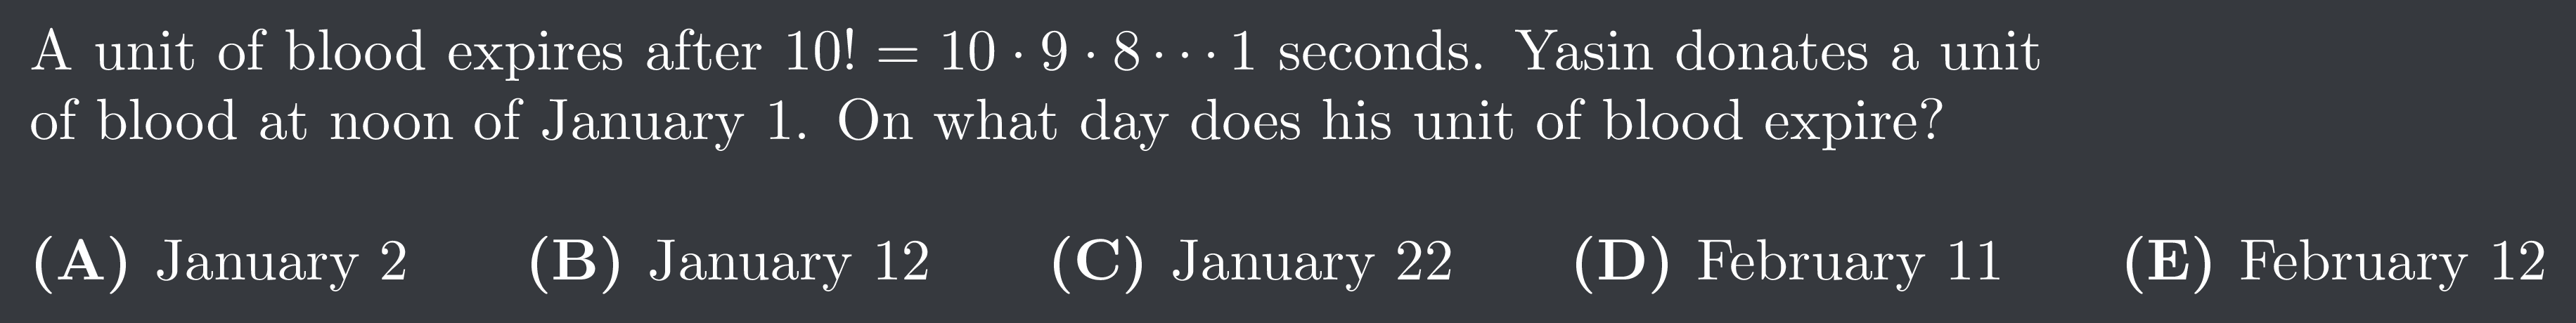 A unit of blood expires after 10! = 10 · 9 · 8 · · · 1 seconds. Yasin donates a unit
of blood at noon of January 1. On what day does his unit of blood expire?
(A) January 2 (B) January 12 (C) January 22 (D) February 11 (E) February 12